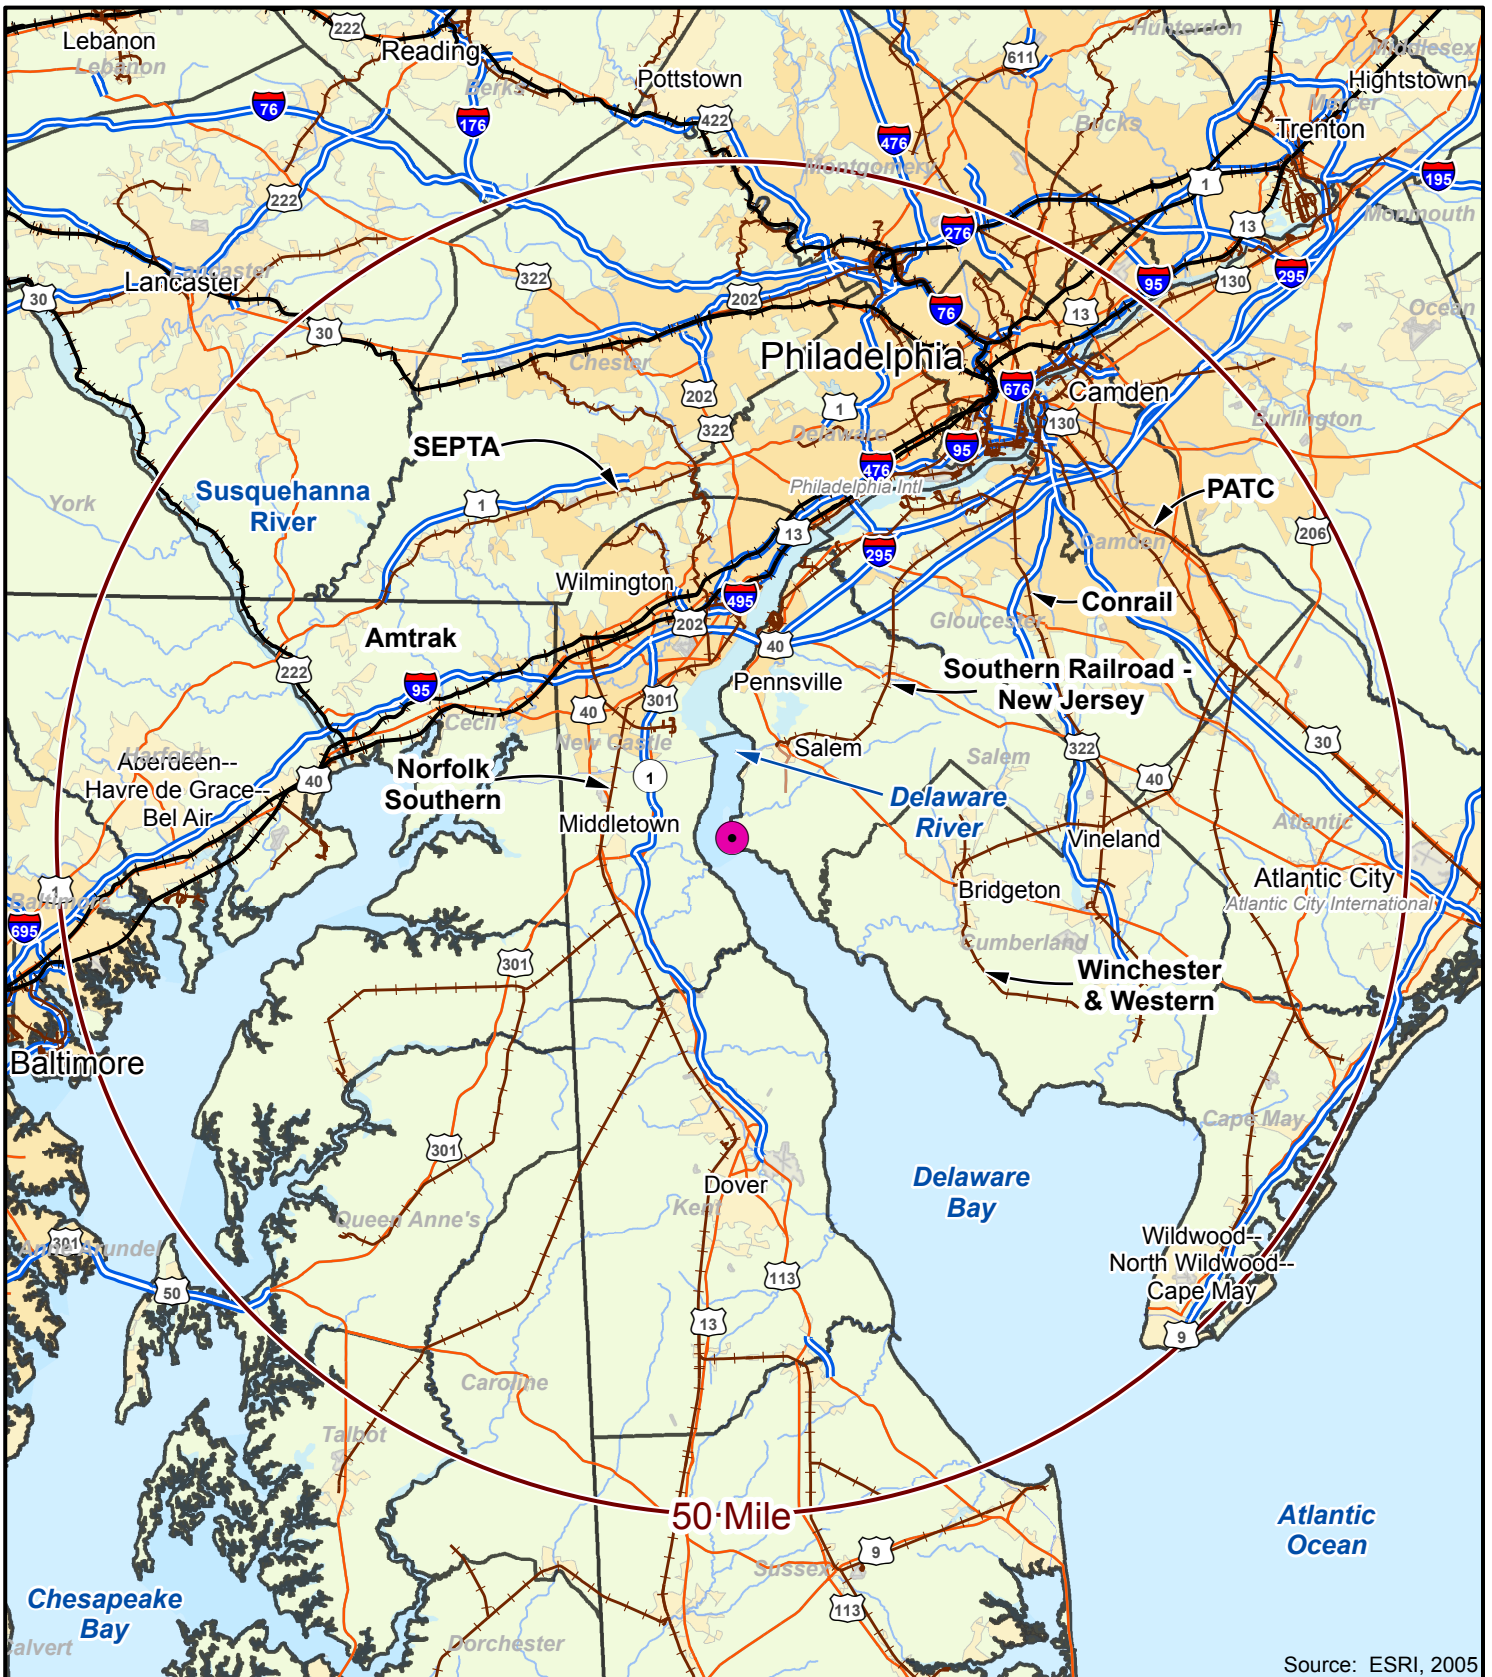 222
Hunterdon
Lebanon
Lebanon
Reading
611
Middlesex
Pottstown
Hightstown
Berks
76
176
422
Mercer
Bucks
Trenton
476
Montgomery
195
1
222
Monmouth
276
13
Lancaster
Lancaster
322
95
130
295
30
202
76
13
Ocean
30
Philadelphia
Chester
676
Camden
202
1
130
Burlington
322
Delaware
SEPTA
95
476
Philadelphia Intl
PATC
York
Susquehanna
River
1
13
206
Camden
295
Wilmington
495
Conrail
202
Gloucester
Amtrak
40
222
Southern Railroad -
New Jersey
95
Pennsville
301
40
Cecil
New Castle
Salem
322
Salem
30
Harford
Aberdeen--
Havre de Grace--
Bel Air
40
Norfolk
Southern
1
40
Delaware
River
Middletown
Atlantic
Vineland
1
Baltimore
Bridgeton
Atlantic City
Atlantic City International
695
Cumberland
301
Winchester
& Western
Baltimore
Cape May
301
Delaware
Bay
Dover
Kent
Queen Anne's
301
Anne Arundel
Wildwood--
North Wildwood--
Cape May
113
50
13
9
Caroline
Talbot
50 Mile
Atlantic
Ocean
9
Sussex
Chesapeake
Bay
113
alvert
Dorchester
Source: ESRI, 2005